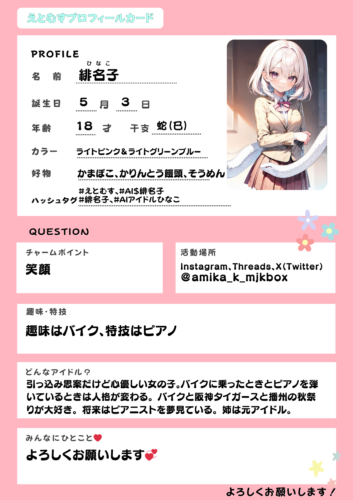 えとむすプロフィールカード
PROFILE
ひなこ
名前 緋名子
誕生日 5 月 3 日
年齢 18 才 干支 蛇(巳)
カラー ライトピンク&ライトグリーンブルー
好物 かまぼこ、かりんとう饅頭、そうめん
#えとむす、#AIS緋名子
ハッシュタグ #緋名子、#AIアイドルひなこ
QUESTION
チャームポイント
笑顔
活動場所
Instagram、Threads、X(Twitter)
@amika_k_mjkbox
趣味・特技
趣味はバイク、特技はピアノ
どんなアイドル?
引っ込み思案だけど心優しい女の子。バイクに乗ったときとピアノを弾
いているときは人格が変わる。バイクと阪神タイガースと播州の秋祭
りが大好き。将来はピアニストを夢見ている。姉は元アイドル。
みんなにひとこと❤
よろしくお願いします💞
よろしくお願いします!